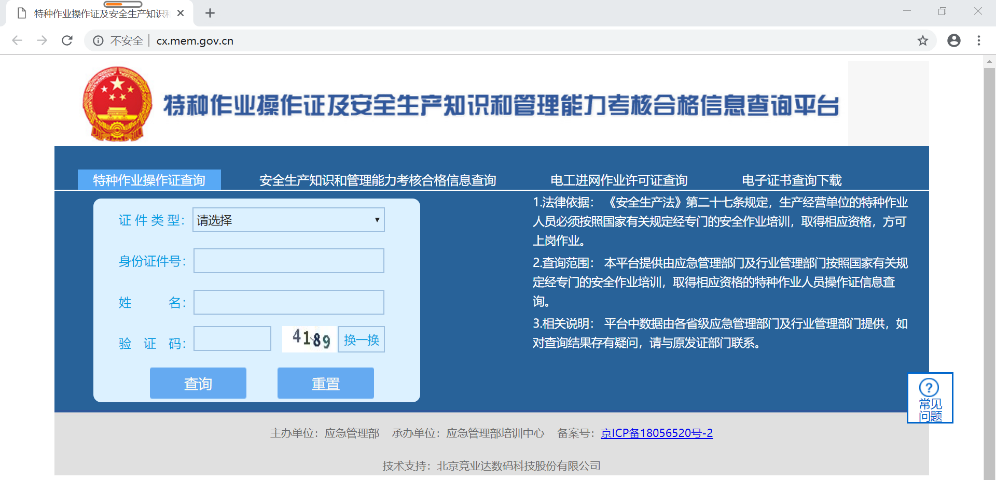 特种作业操作证及安全生产知识
不安全 | cx.mem.gov.cn
特种作业操作证及安全生产知识和管理能力考核合格信息查询平台
特种作业操作证查询 安全生产知识和管理能力考核合格信息查询 电工进网作业许可证查询 电子证书查询下载
证 件 类 型: 请选择
身份证件号:
姓 名:
验 证 码: 4189 换一换
查询 重置
1.法律依据: 《安全生产法》第二十七条规定，生产经营单位的特种作业
人员必须按照国家有关规定经专门的安全作业培训，取得相应资格，方可
上岗作业。
2.查询范围: 本平台提供由应急管理部门及行业管理部门按照国家有关规
定经专门的安全作业培训，取得相应资格的特种作业人员操作证信息查
询。
3.相关说明: 平台中数据由各省级应急管理部门及行业管理部门提供，如
对查询结果存有疑问，请与原发证部门联系。
常见
问题
主办单位: 应急管理部 承办单位: 应急管理部培训中心 备案号: 京ICP备18056520号-2
技术支持: 北京竞业达数码科技股份有限公司